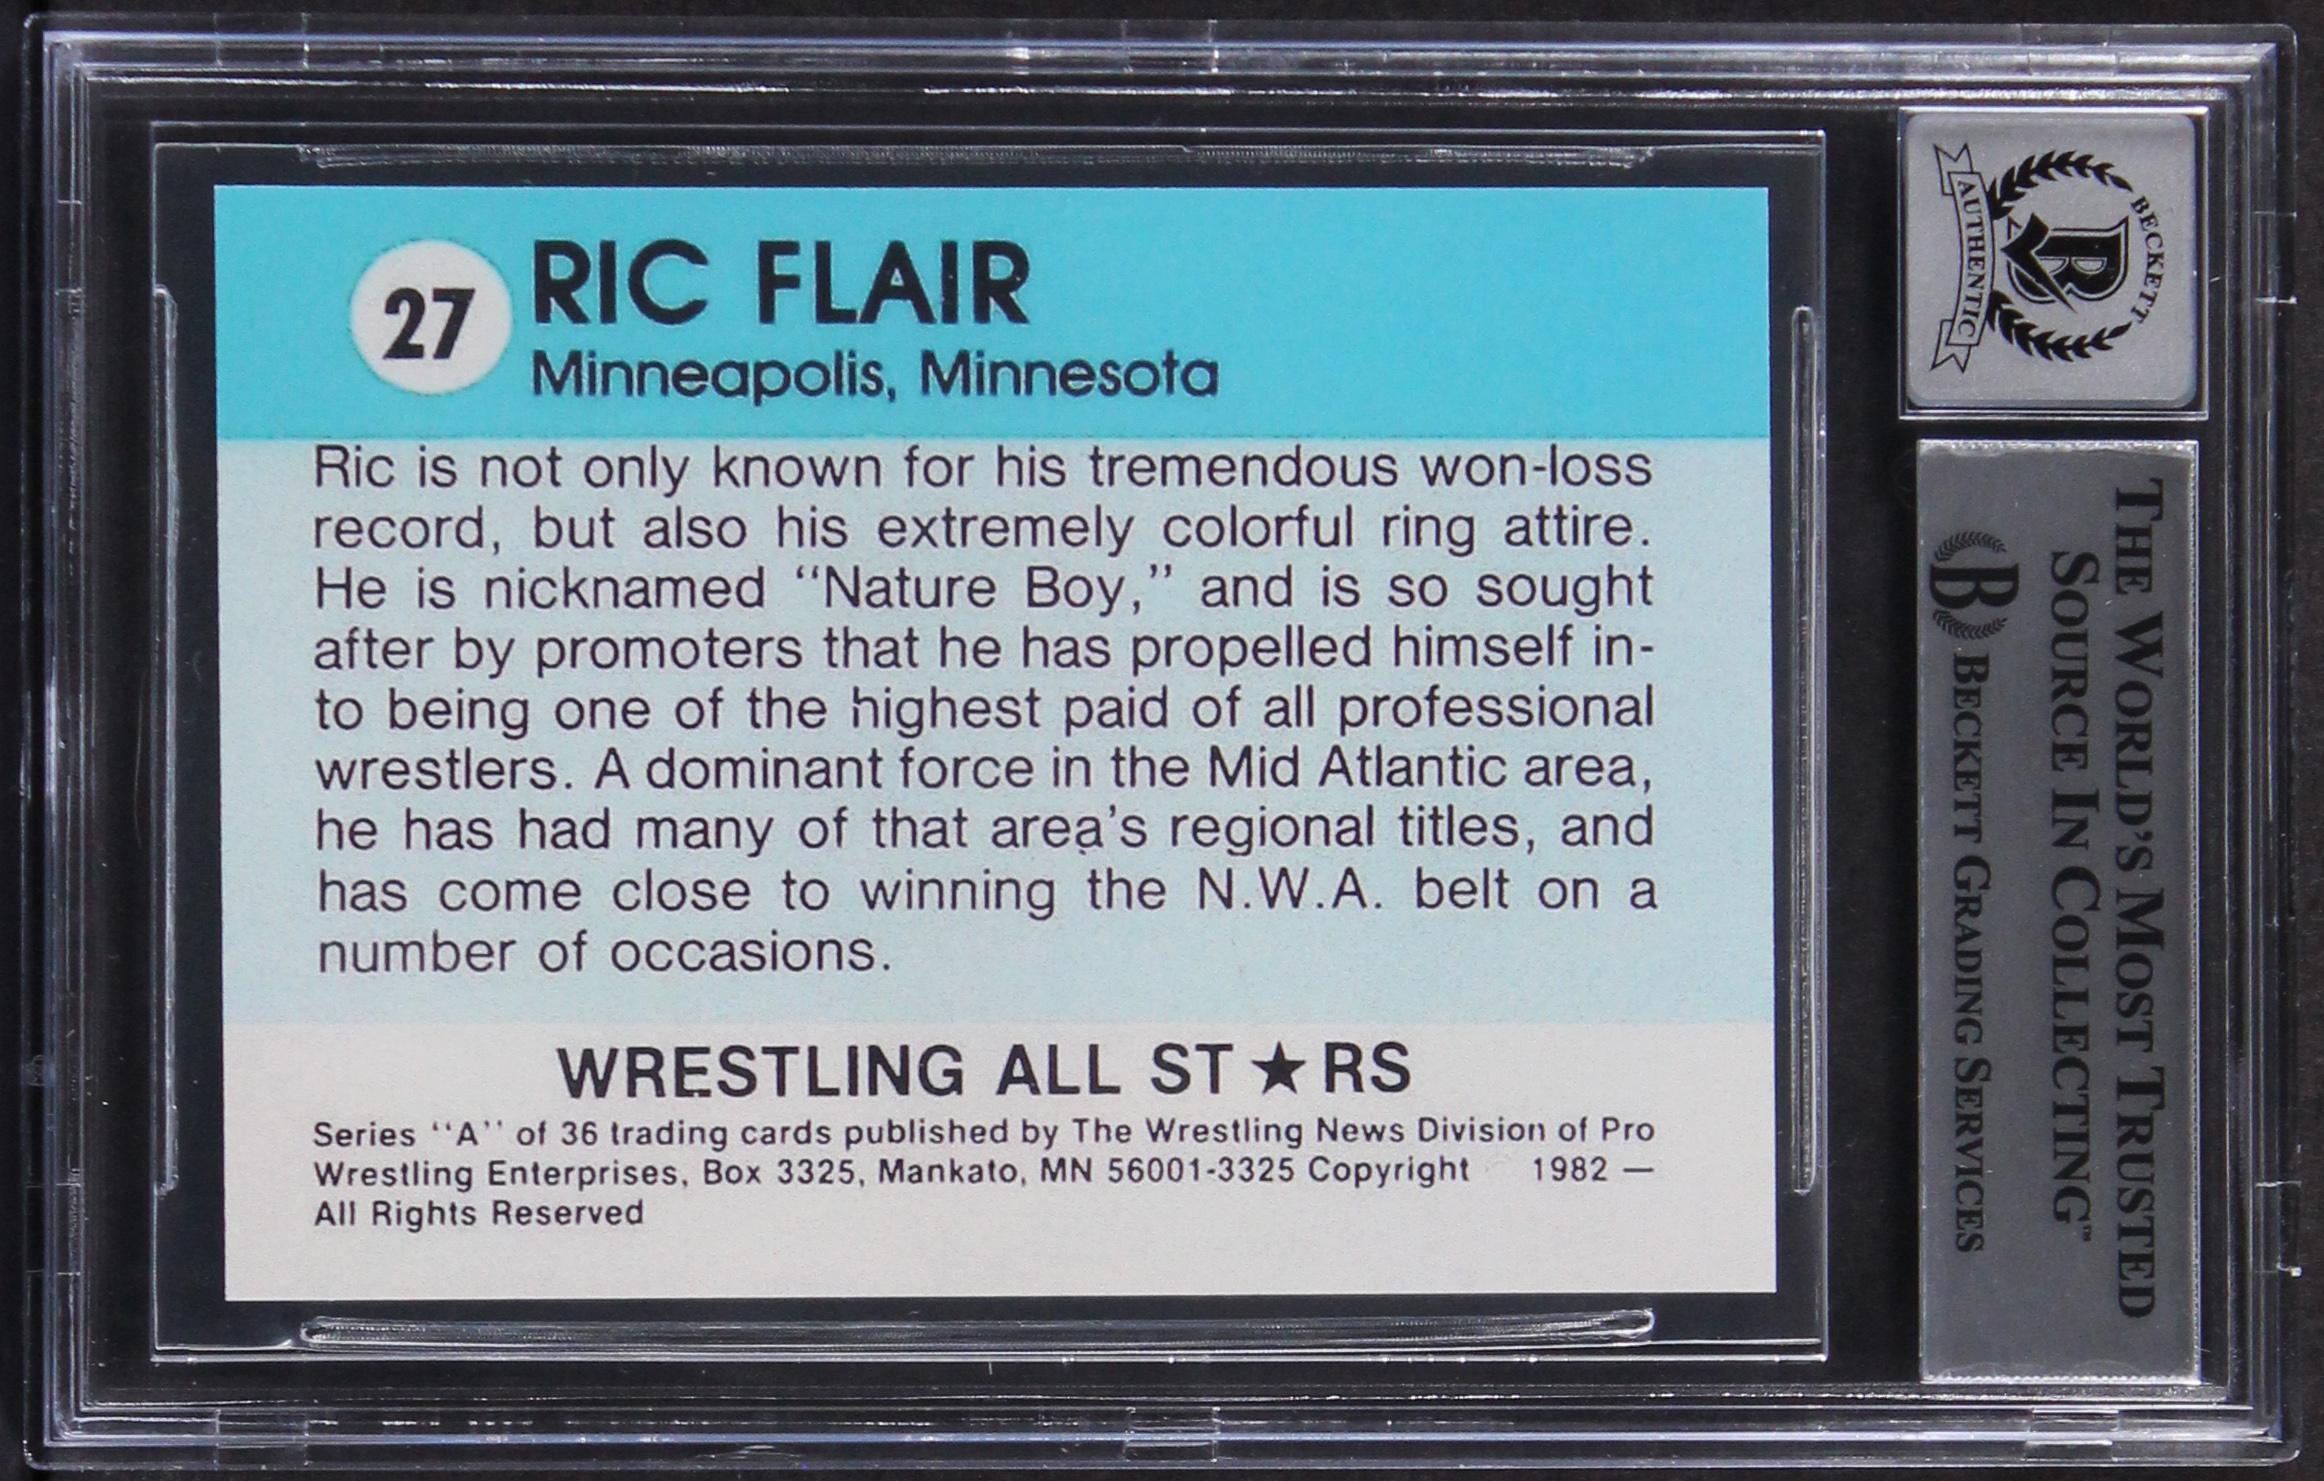 27
RIC FLAIR
Minneapolis, Minnesota
Ric is not only known for his tremendous won-loss
record, but also his extremely colorful ring attire.
He is nicknamed “Nature Boy,” and is so sought
after by promoters that he has propelled himself in-
to being one of the highest paid of all professional
wrestlers. A dominant force in the Mid Atlantic area,
he has had many of that area's regional titles, and
has come close to winning the N.W.A. belt on a
number of occasions.
WRESTLING ALL ST★RS
Series "A" of 36 trading cards published by The Wrestling News Division of Pro
Wrestling Enterprises, Box 3325, Mankato, MN 56001-3325 Copyright 1982 —
All Rights Reserved
BECKETT
B
AUTHENTIC
THE WORLD'S MOST TRUSTED
SOURCE IN COLLECTING™
B BECKETT GRADING SERVICES